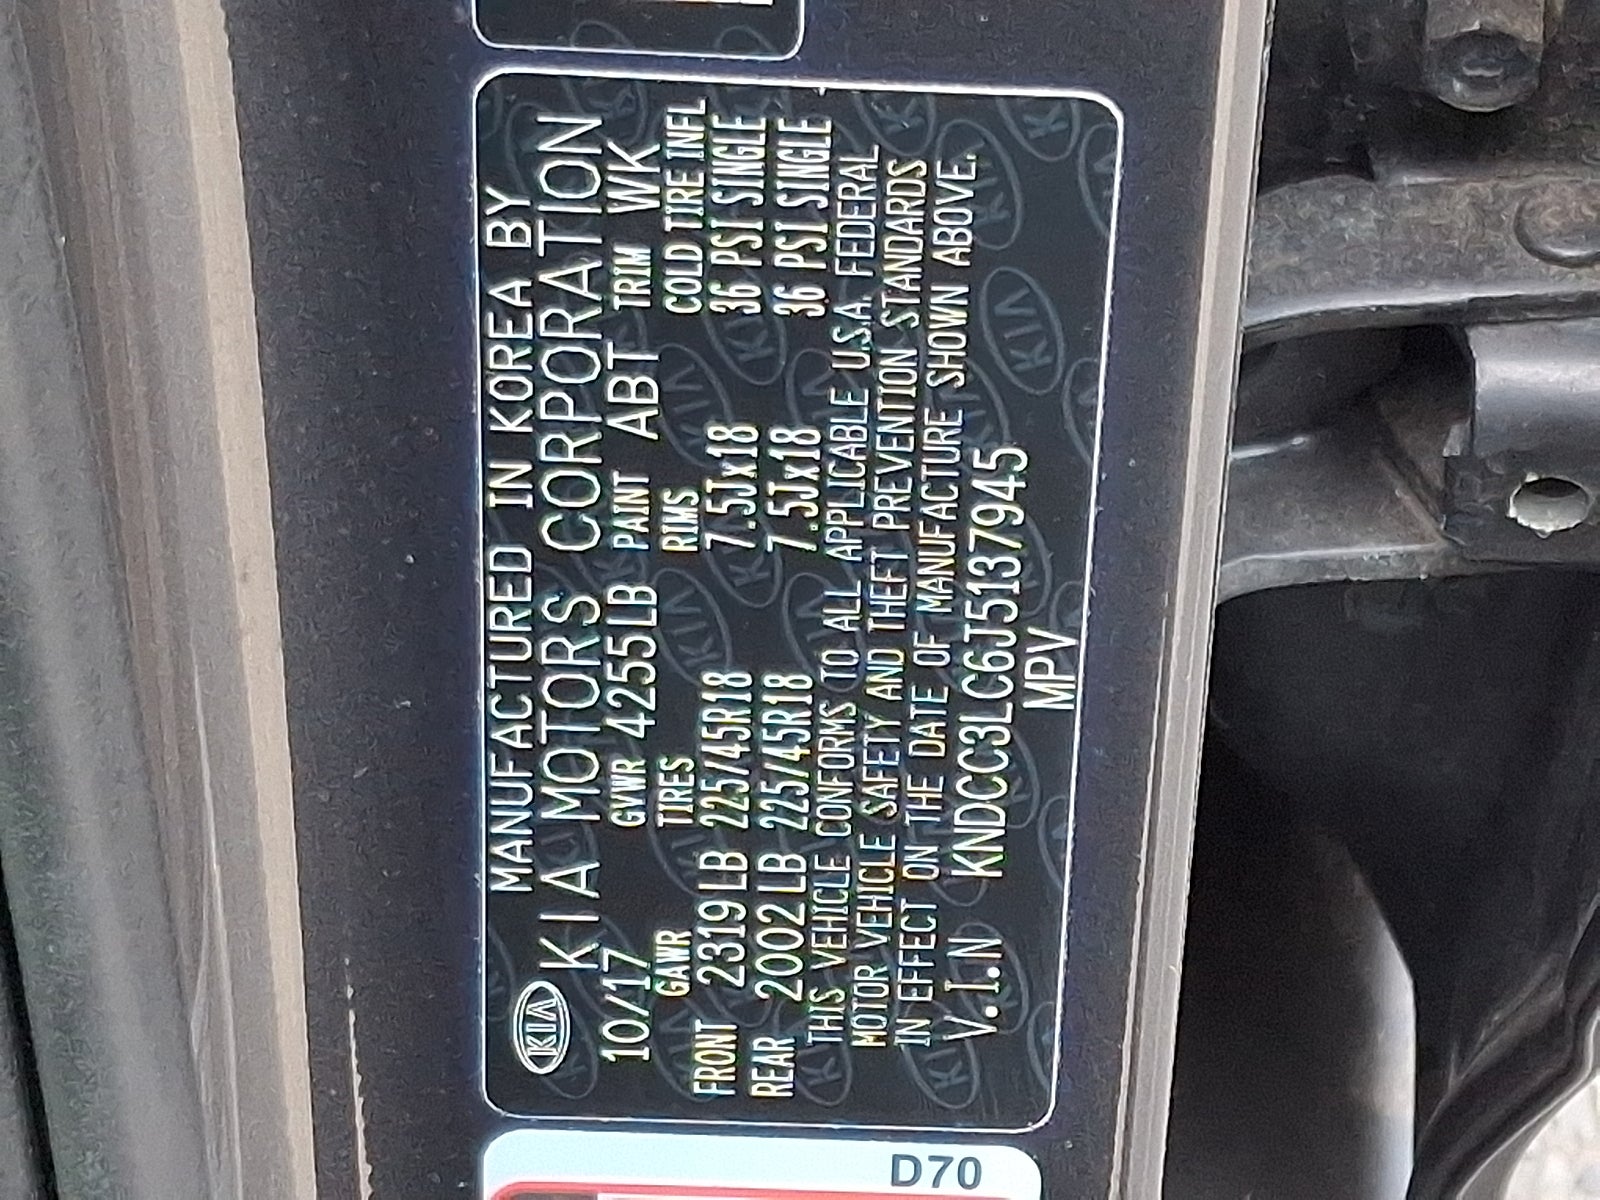 KIA
MANUFACTURED IN KOREA BY
KIA MOTORS CORPORATION
10/17 GVWR 4255LB PAINT ABT TRIM WK
GAWR TIRES RIMS COLD TIRE INFL
FRONT 2319LB 225/45R18 7.5Jx18 36 PSI SINGLE
REAR 2002LB 225/45R18 7.5Jx18 36 PSI SINGLE
THIS VEHICLE CONFORMS TO ALL APPLICABLE U.S.A. FEDERAL
MOTOR VEHICLE SAFETY AND THEFT PREVENTION STANDARDS
IN EFFECT ON THE DATE OF MANUFACTURE SHOWN ABOVE.
V.I.N KNDCC3LC6J5137945
MPV
D70